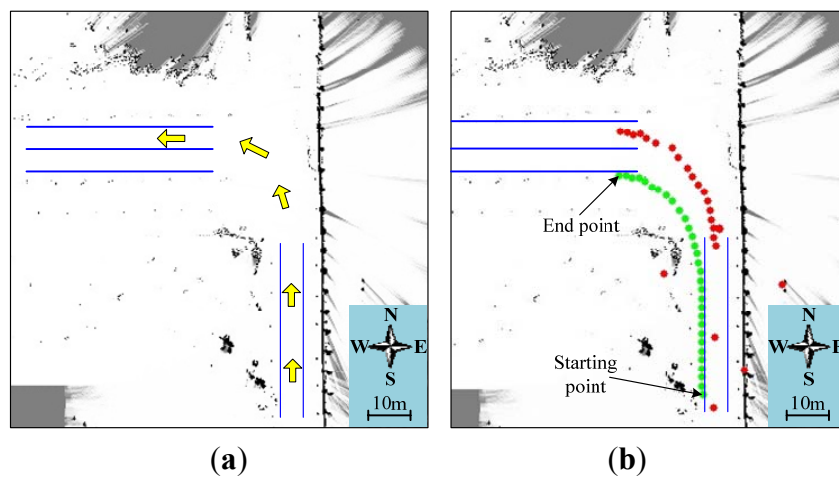 N
W E
S
10m
(a)
End point
Starting
point
N
W E
S
10m
(b)